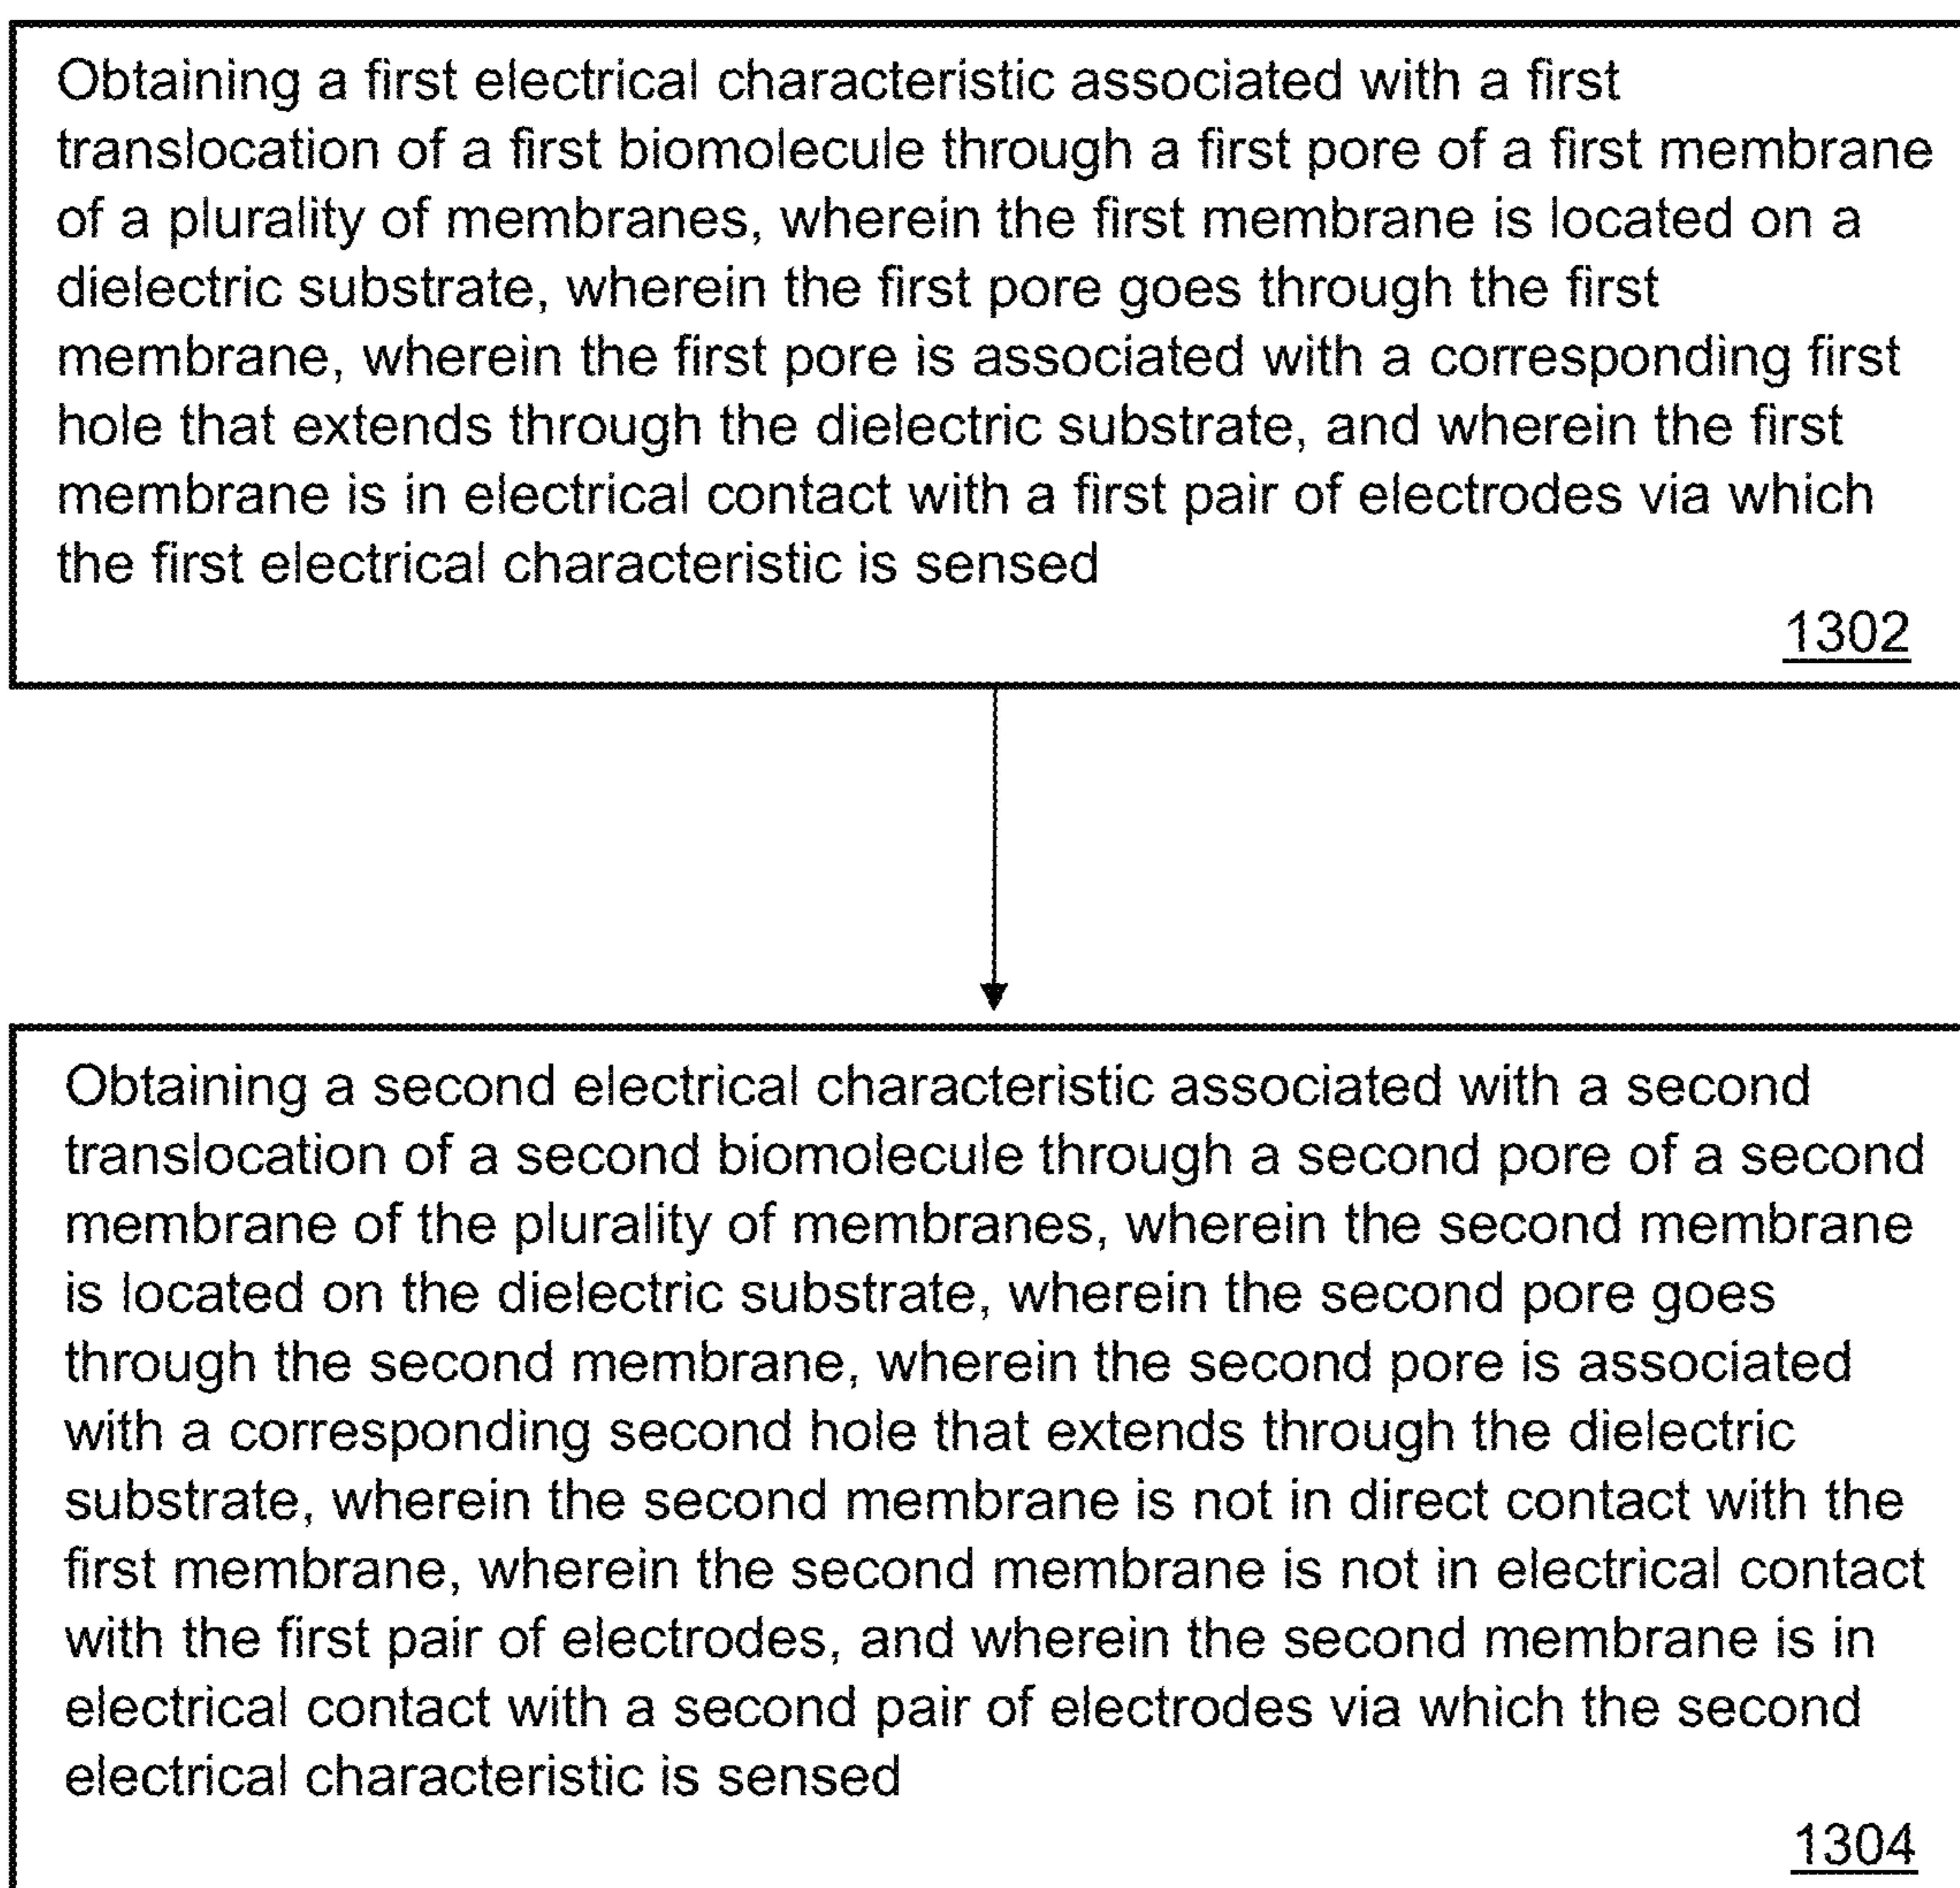 Obtaining a first electrical characteristic associated with a first
translocation of a first biomolecule through a first pore of a first membrane
of a plurality of membranes, wherein the first membrane is located on a
dielectric substrate, wherein the first pore goes through the first
membrane, wherein the first pore is associated with a corresponding first
hole that extends through the dielectric substrate, and wherein the first
membrane is in electrical contact with a first pair of electrodes via which
the first electrical characteristic is sensed
1302
Obtaining a second electrical characteristic associated with a second
translocation of a second biomolecule through a second pore of a second
membrane of the plurality of membranes, wherein the second membrane
is located on the dielectric substrate, wherein the second pore goes
through the second membrane, wherein the second pore is associated
with a corresponding second hole that extends through the dielectric
substrate, wherein the second membrane is not in direct contact with the
first membrane, wherein the second membrane is not in electrical contact
with the first pair of electrodes, and wherein the second membrane is in
electrical contact with a second pair of electrodes via which the second
electrical characteristic is sensed
1304